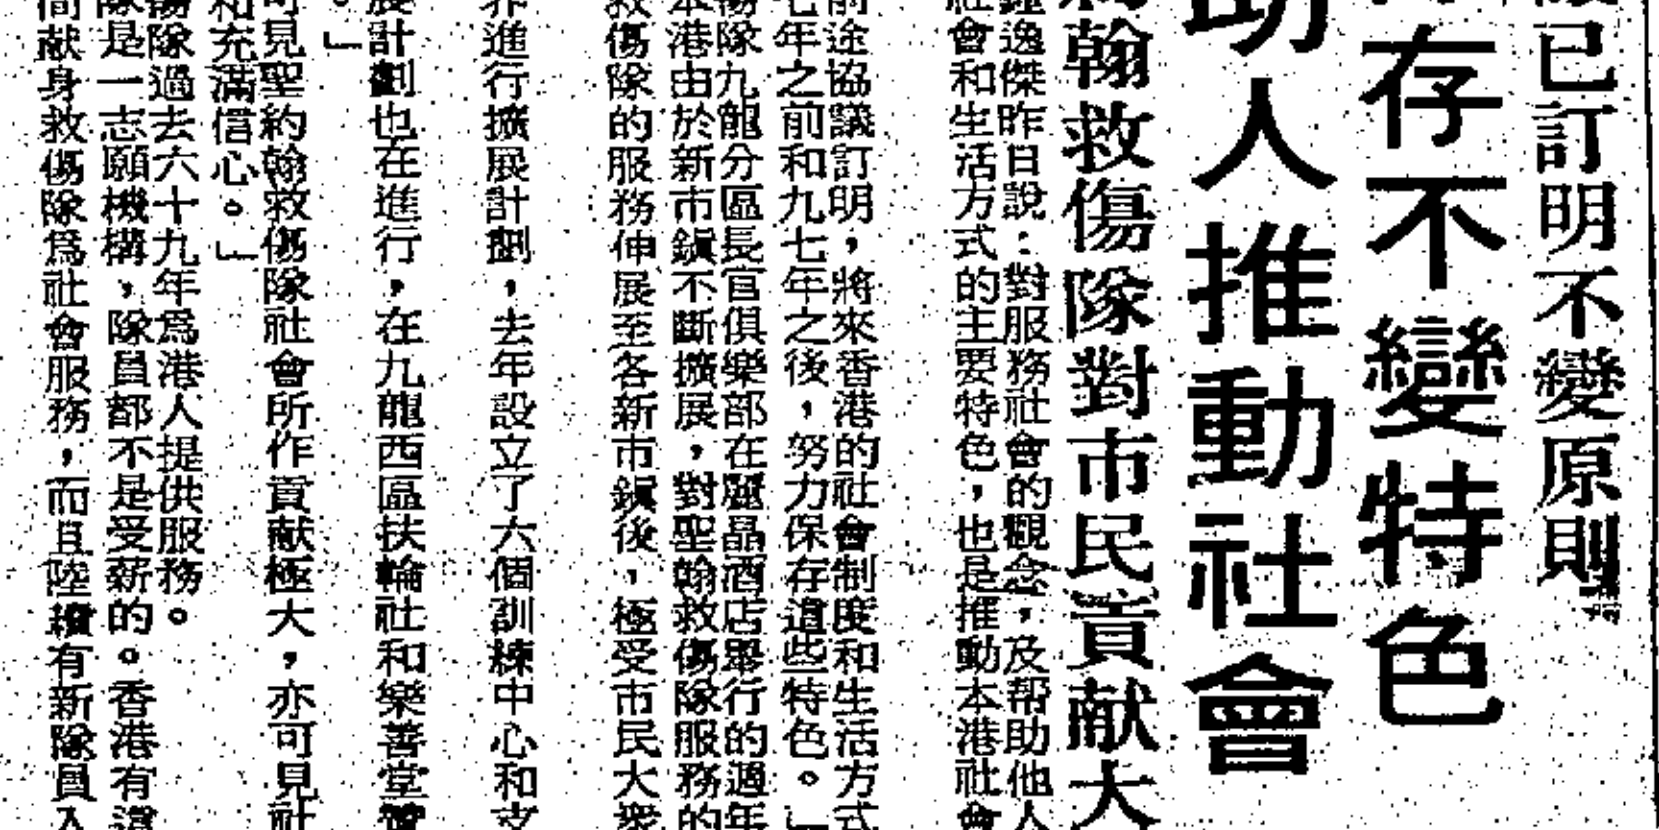 已訂明不變原則
存不變特色
助人推動社會
翰救傷隊對市民貢献大
鍾逸傑昨日說：對服務社會的觀念，及帮助他人
社會和生活方式的主要特色，也是推動本港社會
前途協議訂明，將來香港的社會制度和生活方式
七年之前和九七年之後，努力保存這些特色。」
傷隊九龍分區長官俱樂部在麗晶酒店舉行的週年
本港由於新市鎭不斷擴展，對聖翰救傷隊服務的
救傷隊的服務伸展至各新市鎭後，極受市民大衆
進行擴展計劃，去年設立了六個訓練中心和支
展計劃也在進行，在九龍西區扶輪社和樂善堂
。」
可見聖約翰救傷隊社會所作貢献極大，亦可見社
和充滿信心。」
傷隊過去六十九年爲港人提供服務。
隊是一志願機構，隊員都不是受薪的。香港有這
間献身救傷隊爲社會服務，而且陸續有新隊員入